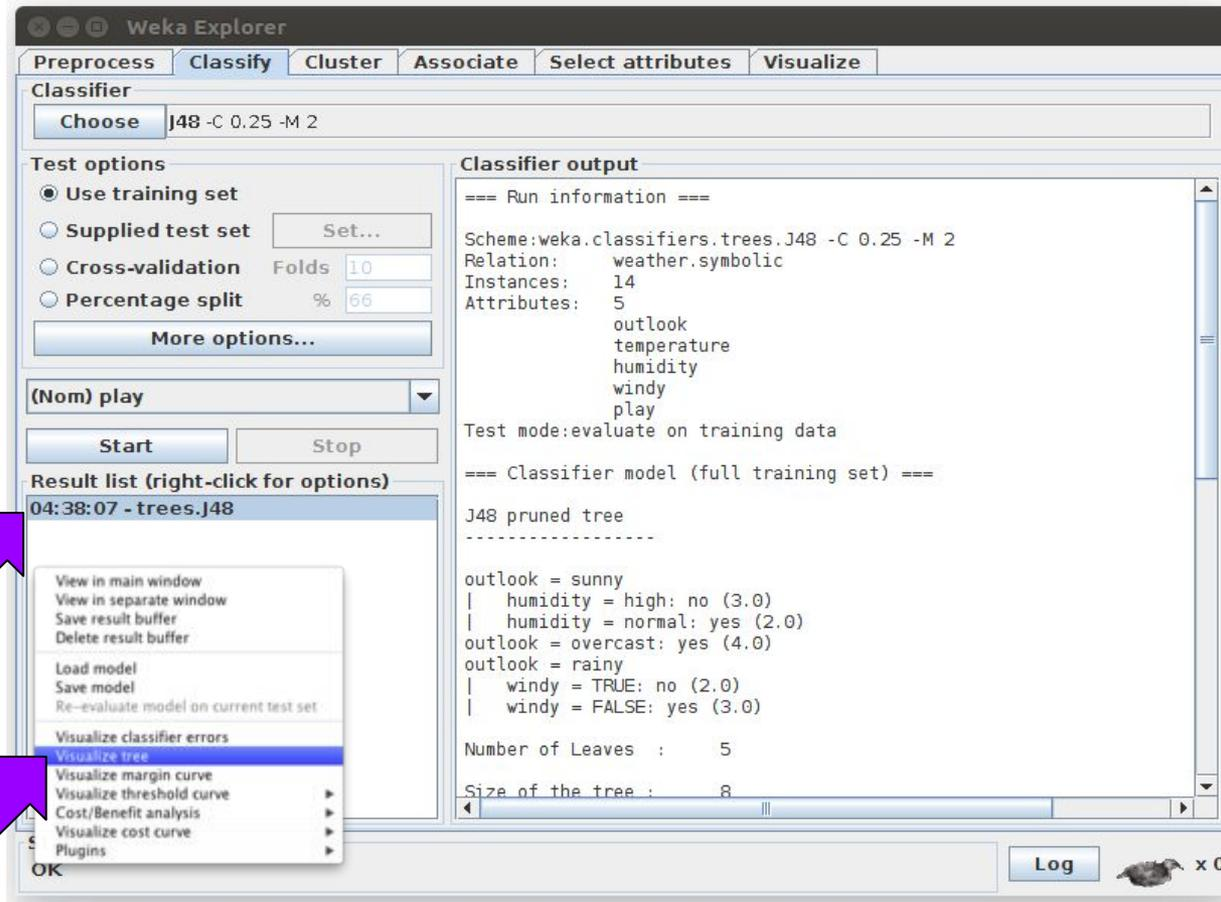 Weka Explorer
Preprocess Classify Cluster Associate Select attributes Visualize
Classifier
Choose J48 -C 0.25 -M 2
Test options
Use training set
Supplied test set Set...
Cross-validation Folds 10
Percentage split % 66
More options...
(Nom) play
Start Stop
Result list (right-click for options)
04:38:07 - trees.J48
View in main window
View in separate window
Save result buffer
Delete result buffer
Load model
Save model
Re-evaluate model on current test set
Visualize classifier errors
Visualize tree
Visualize margin curve
Visualize threshold curve
Cost/Benefit analysis
Visualize cost curve
Plugins
Classifier output
=== Run information ===
Scheme:weka.classifiers.trees.J48 -C 0.25 -M 2
Relation: weather.symbolic
Instances: 14
Attributes: 5
outlook
temperature
humidity
windy
play
Test mode:evaluate on training data
=== Classifier model (full training set) ===
J48 pruned tree
------------------
outlook = sunny
| humidity = high: no (3.0)
| humidity = normal: yes (2.0)
outlook = overcast: yes (4.0)
outlook = rainy
| windy = TRUE: no (2.0)
| windy = FALSE: yes (3.0)
Number of Leaves : 5
Size of the tree : 8
OK
Log x 0